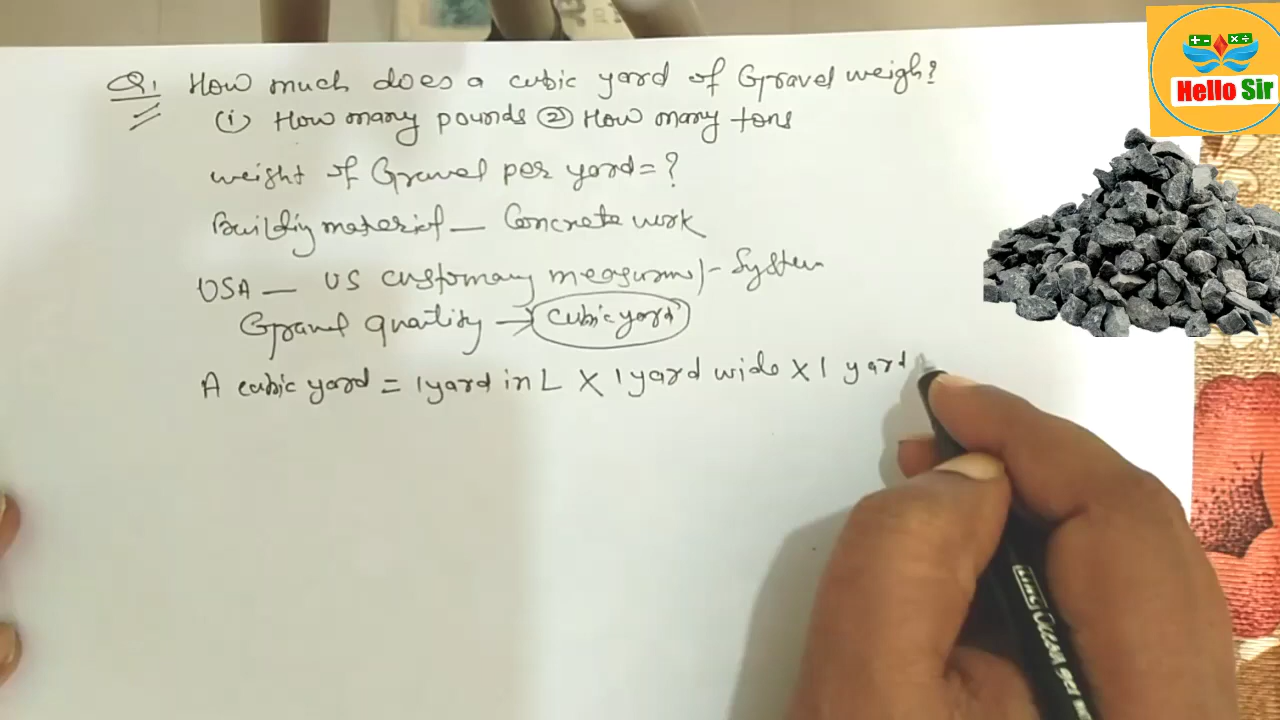 Q1. How much does a cubic yard of Gravel weigh?
(i) How many pounds ② How many tons
weight of Gravel per yard = ?
Building material — Concrete work
USA — US customary measurement - System
Gravel quantity → cubic yard
A cubic yard = 1 yard in L X 1 yard wide X 1 yard
+ - × ÷
Hello Sir